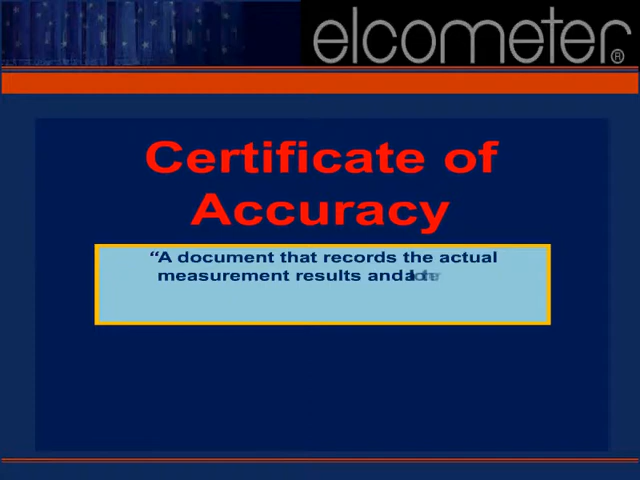 elcometer®
Certificate of
Accuracy
“A document that records the actual
measurement results and